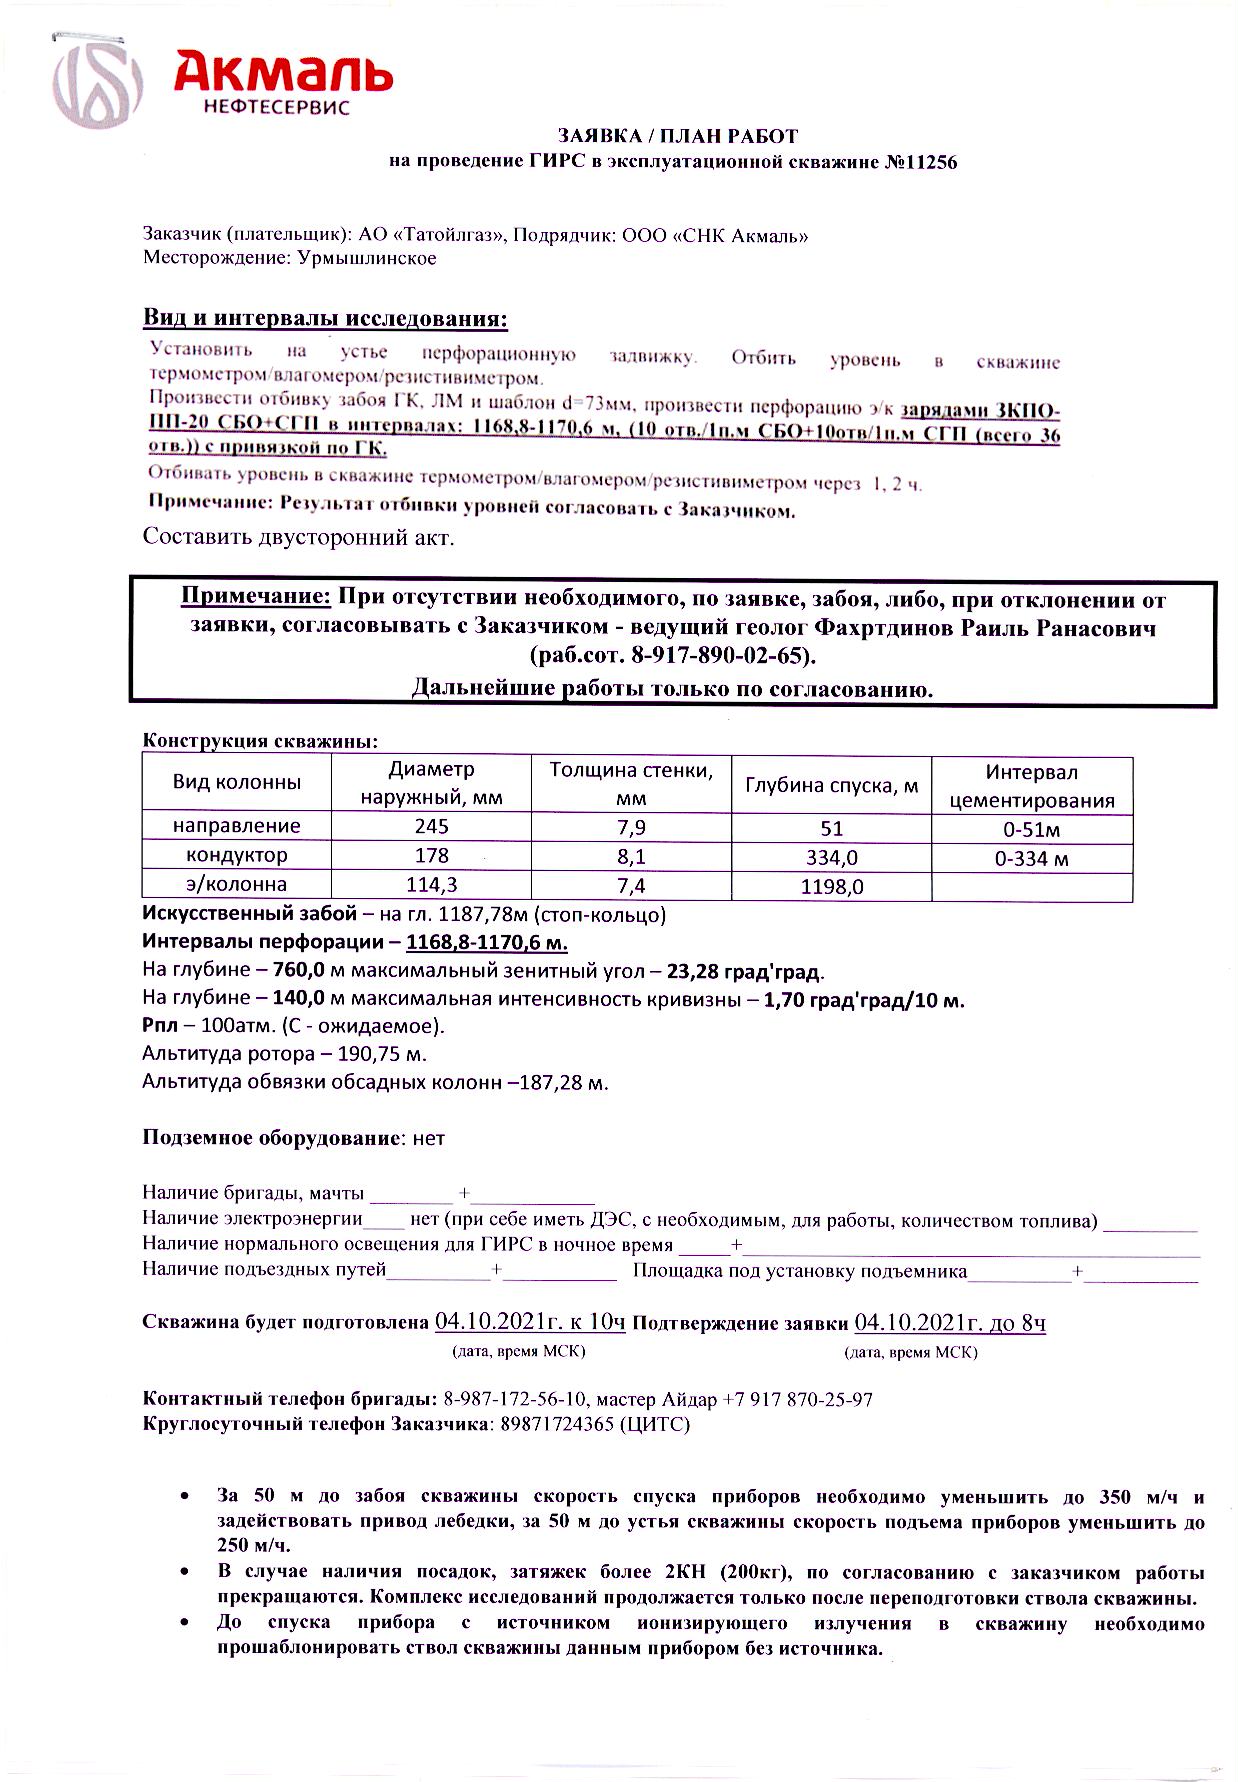 Акмаль
НЕФТЕСЕРВИС
ЗАЯВКА / ПЛАН РАБОТ
на проведение ГИРС в эксплуатационной скважине №11256
Заказчик (плательщик): АО «Татойлгаз», Подрядчик: ООО «СНК Акмаль»
Месторождение: Урмышлинское
Вид и интервалы исследования:
Установить на устье перфорационную задвижку. Отбить уровень в скважине
термометром/влагомером/резистивиметром.
Произвести отбивку забоя ГК, ЛМ и шаблон d=73мм, произвести перфорацию э/к зарядами ЗКПО-
ПП-20 СБО+СГП в интервалах: 1168,8-1170,6 м, (10 отв./1п.м СБО+10отв/1п.м СГП (всего 36
отв.)) с привязкой по ГК.
Отбивать уровень в скважине термометром/влагомером/резистивиметром через 1, 2 ч.
Примечание: Результат отбивки уровней согласовать с Заказчиком.
Составить двусторонний акт.
Примечание: При отсутствии необходимого, по заявке, забоя, либо, при отклонении от
заявки, согласовывать с Заказчиком - ведущий геолог Фахртдинов Раиль Ранасович
(раб.сот. 8-917-890-02-65).
Дальнейшие работы только по согласованию.
Конструкция скважины:
Вид колонны Диаметр наружный, мм Толщина стенки, мм Глубина спуска, м Интервал цементирования
направление 245 7,9 51 0-51м
кондуктор 178 8,1 334,0 0-334 м
э/колонна 114,3 7,4 1198,0
Искусственный забой – на гл. 1187,78м (стоп-кольцо)
Интервалы перфорации – 1168,8-1170,6 м.
На глубине – 760,0 м максимальный зенитный угол – 23,28 град'град.
На глубине – 140,0 м максимальная интенсивность кривизны – 1,70 град'град/10 м.
Рпл – 100атм. (С - ожидаемое).
Альтитуда ротора – 190,75 м.
Альтитуда обвязки обсадных колонн –187,28 м.
Подземное оборудование: нет
Наличие бригады, мачты ________ +____________
Наличие электроэнергии____ нет (при себе иметь ДЭС, с необходимым, для работы, количеством топлива) _________
Наличие нормального освещения для ГИРС в ночное время _____+____________________________________________
Наличие подъездных путей__________+___________ Площадка под установку подъемника__________+___________
Скважина будет подготовлена 04.10.2021г. к 10ч Подтверждение заявки 04.10.2021г. до 8ч
(дата, время МСК) (дата, время МСК)
Контактный телефон бригады: 8-987-172-56-10, мастер Айдар +7 917 870-25-97
Круглосуточный телефон Заказчика: 89871724365 (ЦИТС)
• За 50 м до забоя скважины скорость спуска приборов необходимо уменьшить до 350 м/ч и
задействовать привод лебедки, за 50 м до устья скважины скорость подъема приборов уменьшить до
250 м/ч.
• В случае наличия посадок, затяжек более 2КН (200кг), по согласованию с заказчиком работы
прекращаются. Комплекс исследований продолжается только после переподготовки ствола скважины.
• До спуска прибора с источником ионизирующего излучения в скважину необходимо
прошаблонировать ствол скважины данным прибором без источника.